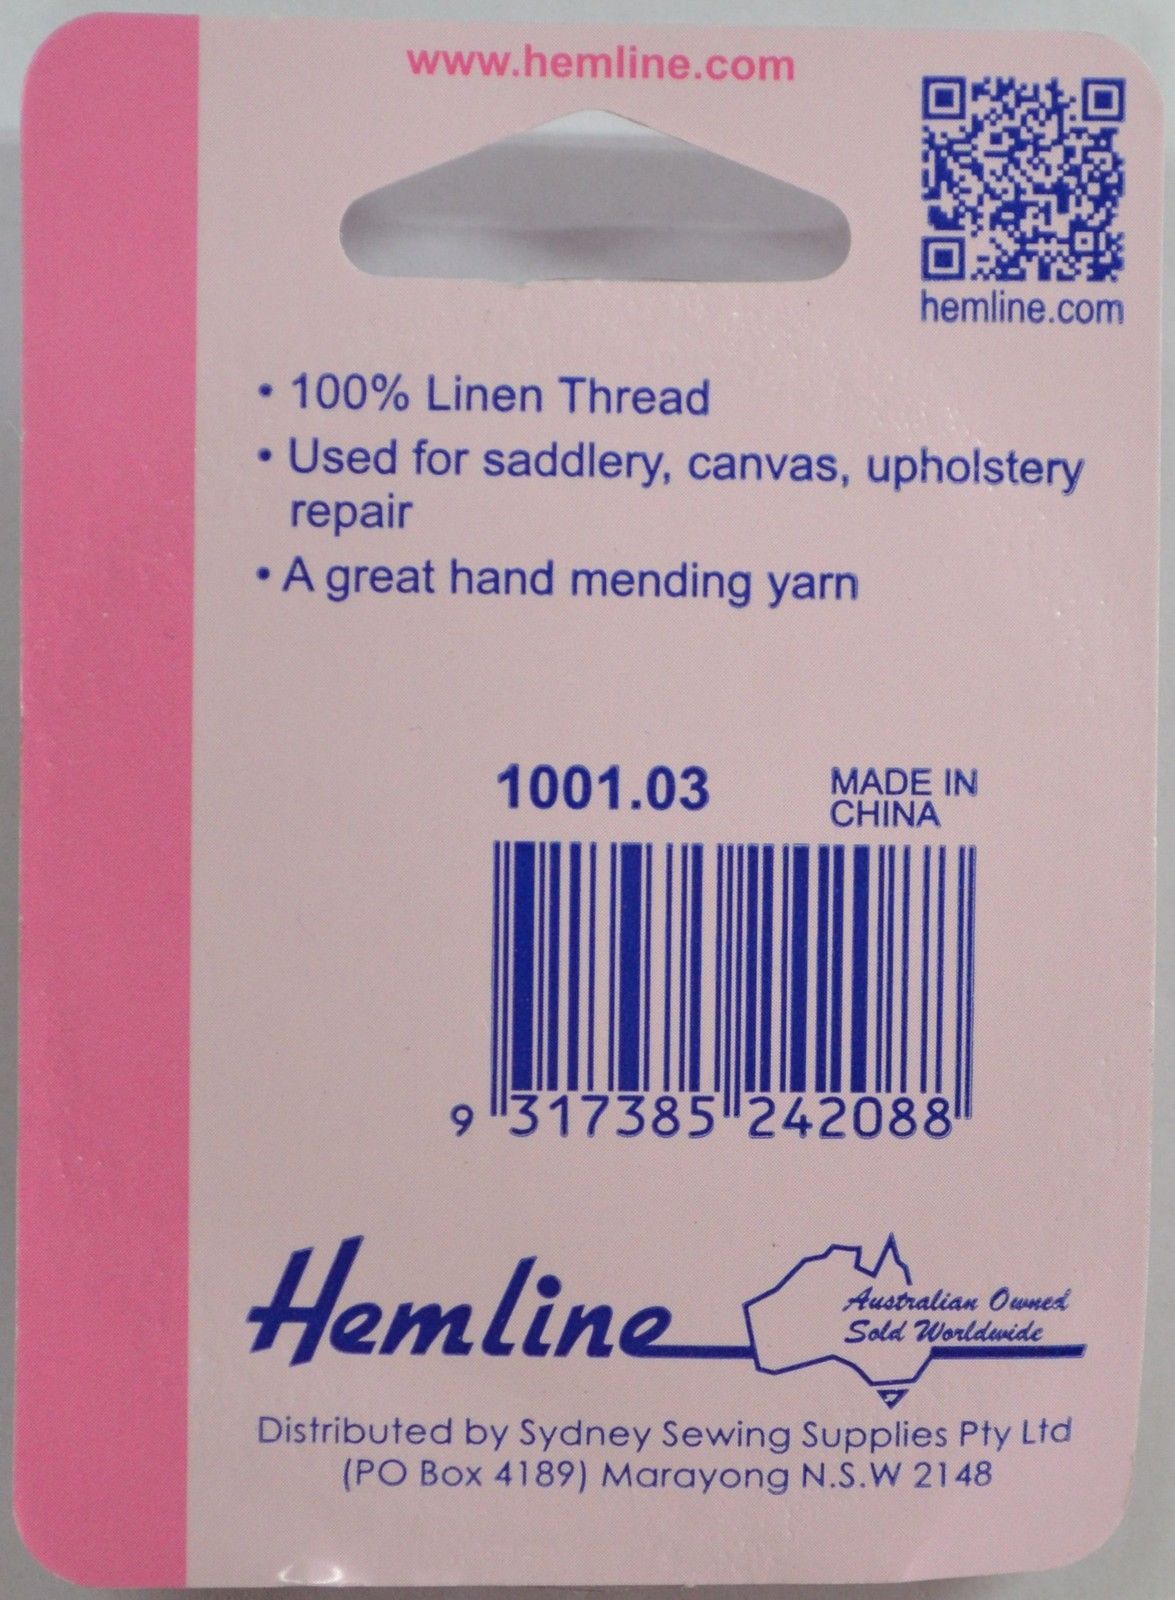 www.hemline.com
hemline.com
• 100% Linen Thread
• Used for saddlery, canvas, upholstery
repair
• A great hand mending yarn
1001.03
MADE IN
CHINA
9 317385 242088
Hemline
Australian Owned
Sold Worldwide
Distributed by Sydney Sewing Supplies Pty Ltd
(PO Box 4189) Marayong N.S.W 2148